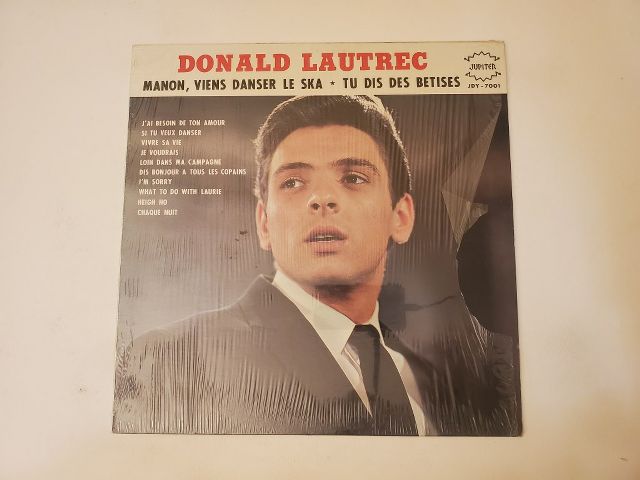 DONALD LAUTREC
MANON, VIENS DANSER LE SKA ★ TU DIS DES BETISES
JUPITER
JDY-7001
J'AI BESOIN DE TON AMOUR
SI TU VEUX DANSER
VIVRE SA VIE
JE VOUDRAIS
LOIN DANS MA CAMPAGNE
DIS BONJOUR A TOUS LES COPAINS
I'M SORRY
WHAT TO DO WITH LAURIE
HEIGH HO
CHAQUE NUIT